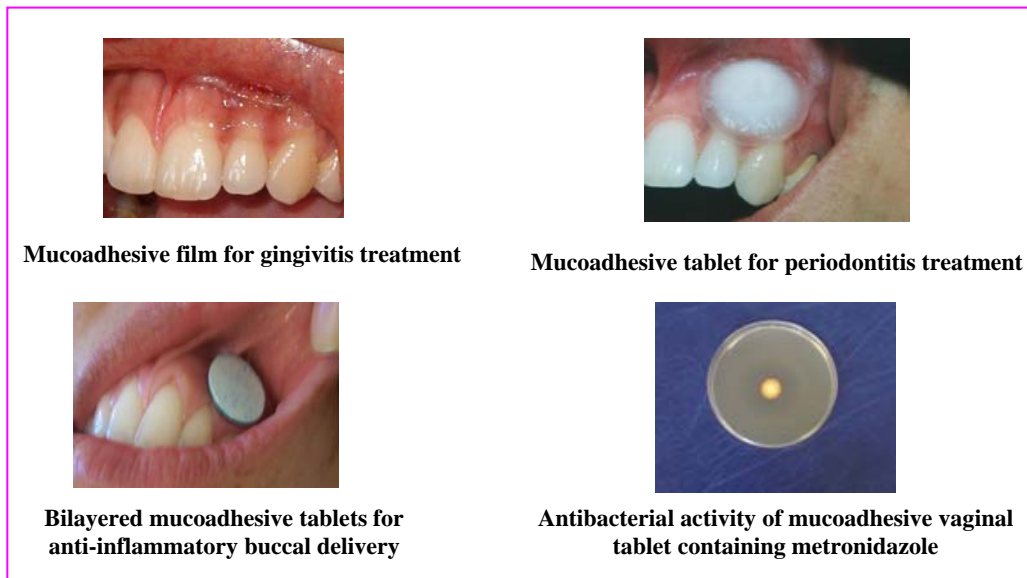 Mucoadhesive film for gingivitis treatment
Mucoadhesive tablet for periodontitis treatment
Bilayered mucoadhesive tablets for
anti-inflammatory buccal delivery
Antibacterial activity of mucoadhesive vaginal
tablet containing metronidazole